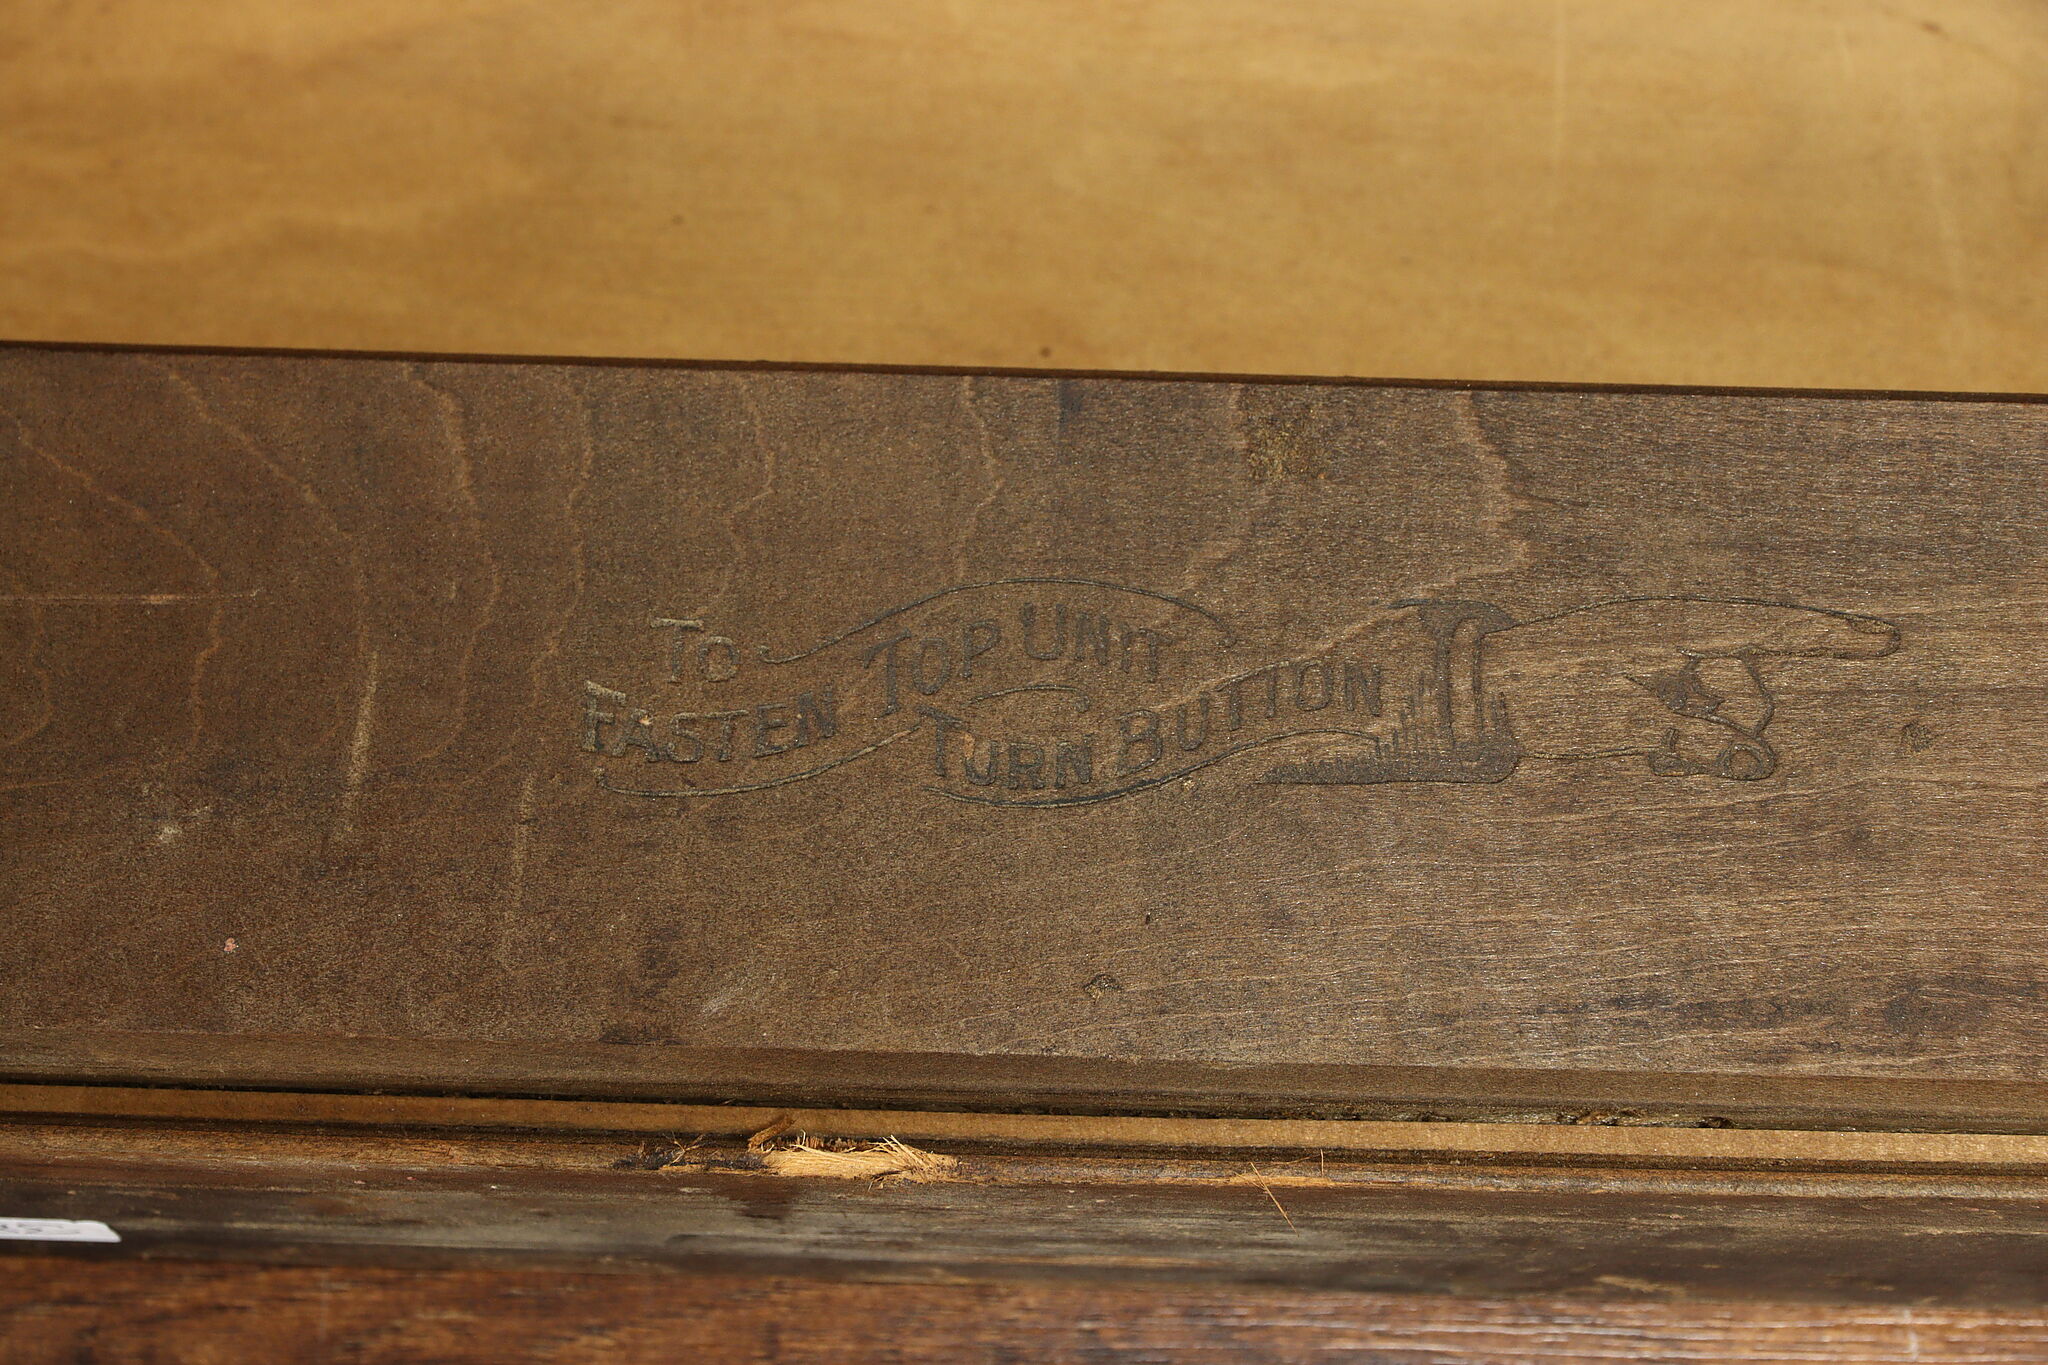 To
Fasten Top Unit
Turn Button